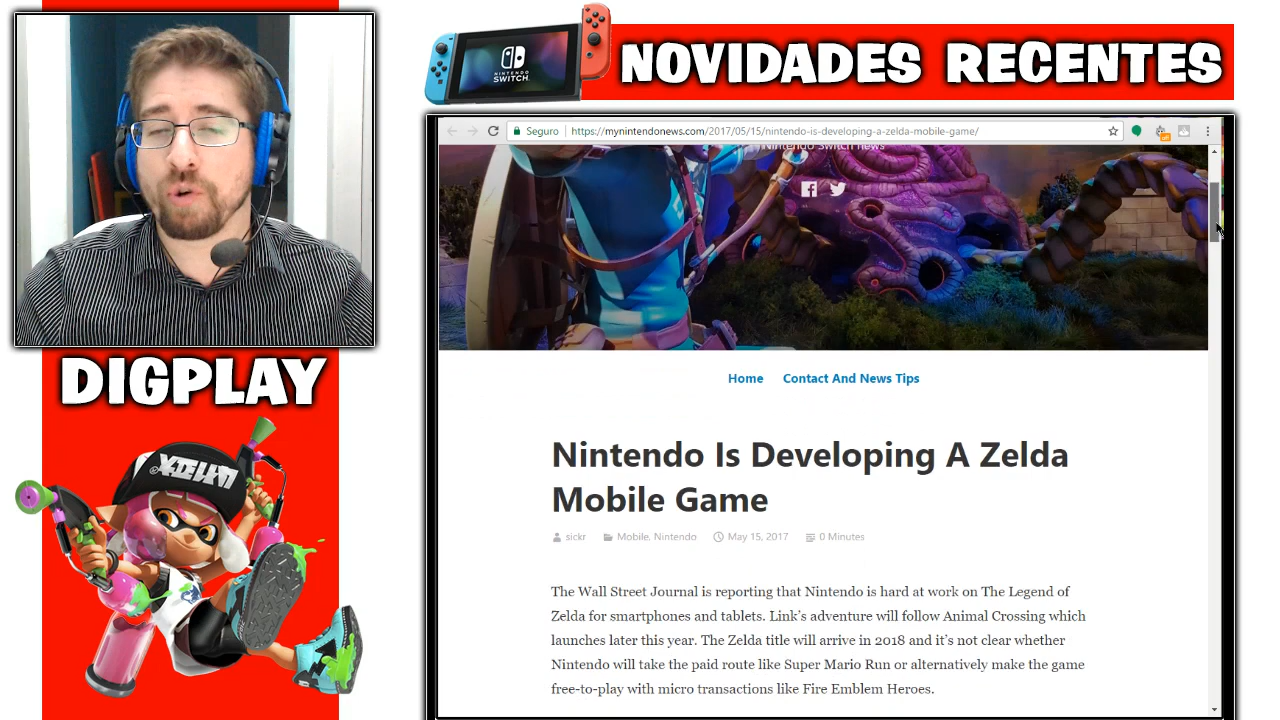 NOVIDADES RECENTES
NINTENDO
SWITCH
Seguro
https://mynintendonews.com/2017/05/15/nintendo-is-developing-a-zelda-mobile-game/
off
Nintendo Switch News
Home
Contact And News Tips
Nintendo Is Developing A Zelda
Mobile Game
sickr
Mobile, Nintendo
May 15, 2017
0 Minutes
The Wall Street Journal is reporting that Nintendo is hard at work on The Legend of
Zelda for smartphones and tablets. Link's adventure will follow Animal Crossing which
launches later this year. The Zelda title will arrive in 2018 and it's not clear whether
Nintendo will take the paid route like Super Mario Run or alternatively make the game
free-to-play with micro transactions like Fire Emblem Heroes.
DIGPLAY